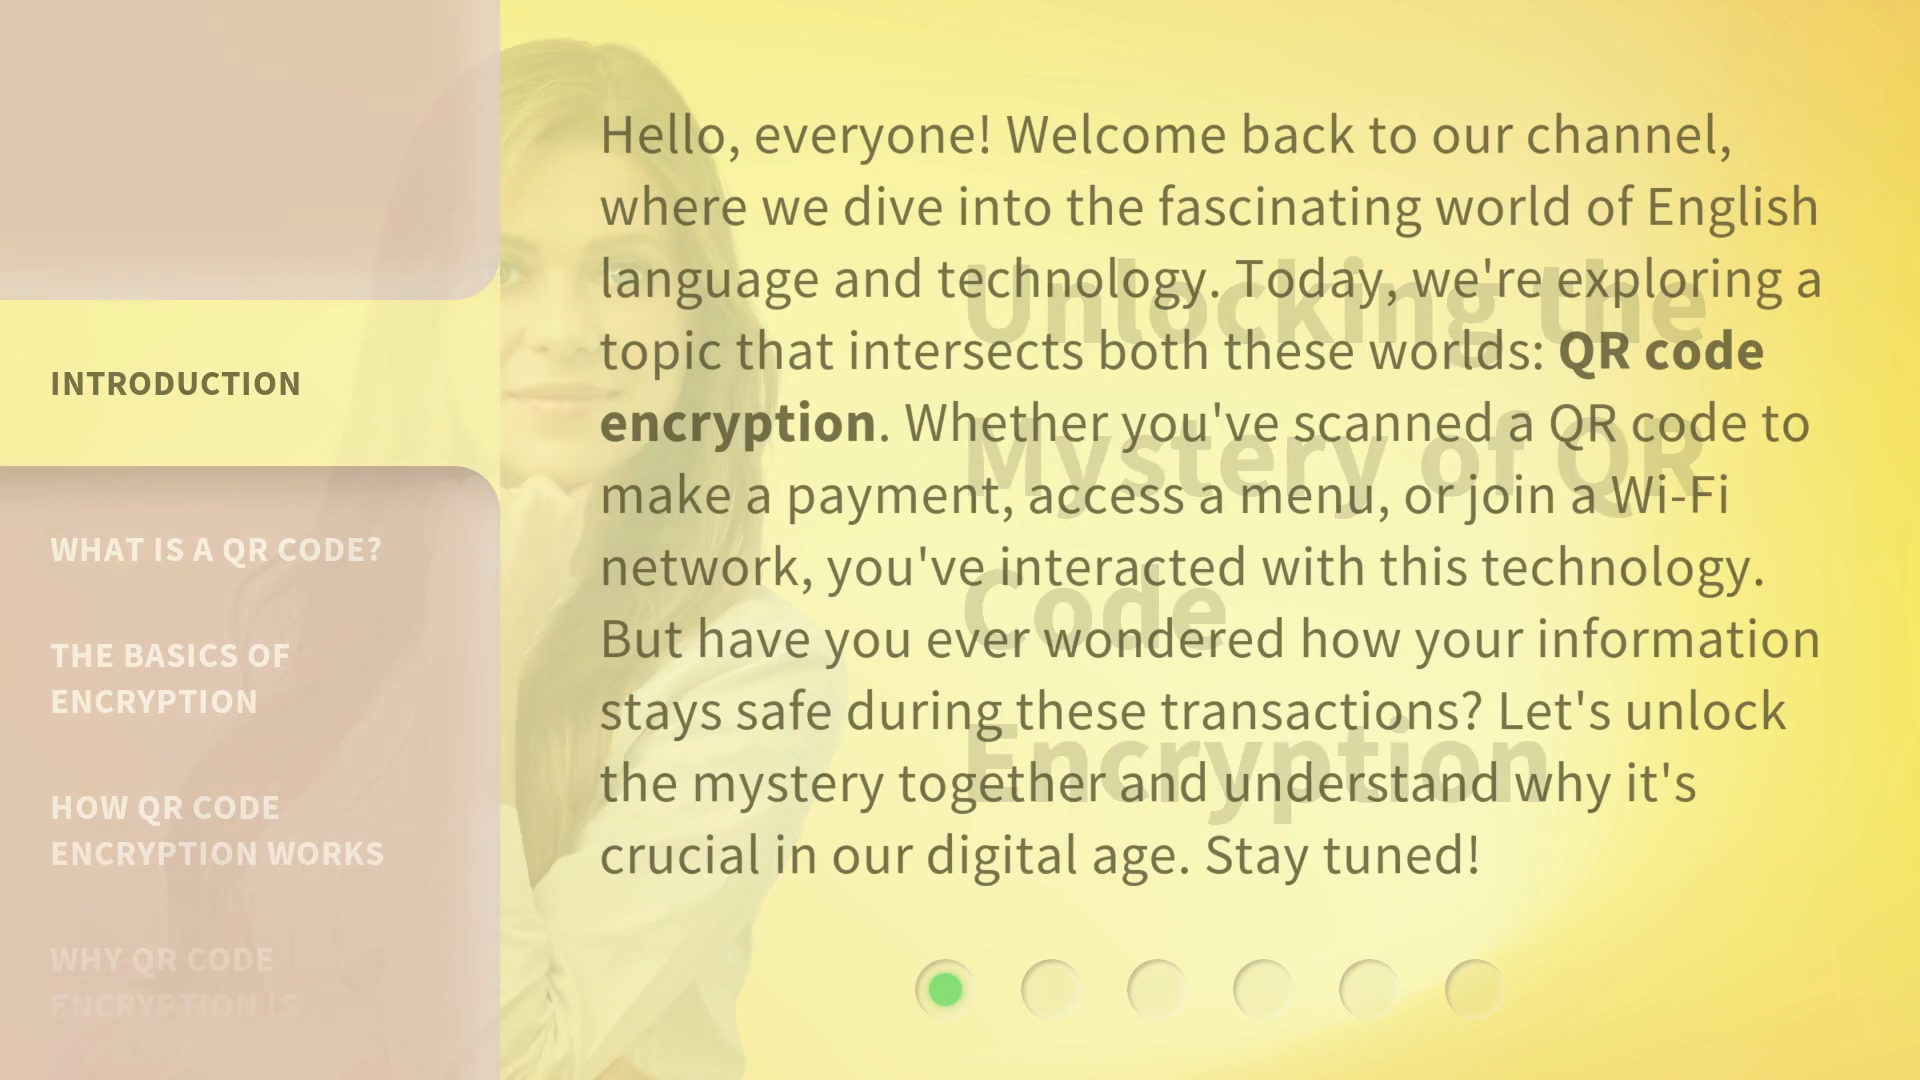 INTRODUCTION
WHAT IS A QR CODE?
THE BASICS OF
ENCRYPTION
HOW QR CODE
ENCRYPTION WORKS
WHY QR CODE
ENCRYPTION IS
Hello, everyone! Welcome back to our channel,
where we dive into the fascinating world of English
language and technology. Today, we're exploring a
topic that intersects both these worlds: QR code
encryption. Whether you've scanned a QR code to
make a payment, access a menu, or join a Wi-Fi
network, you've interacted with this technology.
But have you ever wondered how your information
stays safe during these transactions? Let's unlock
the mystery together and understand why it's
crucial in our digital age. Stay tuned!
Unlocking the
Mystery of QR
Code
Encryption